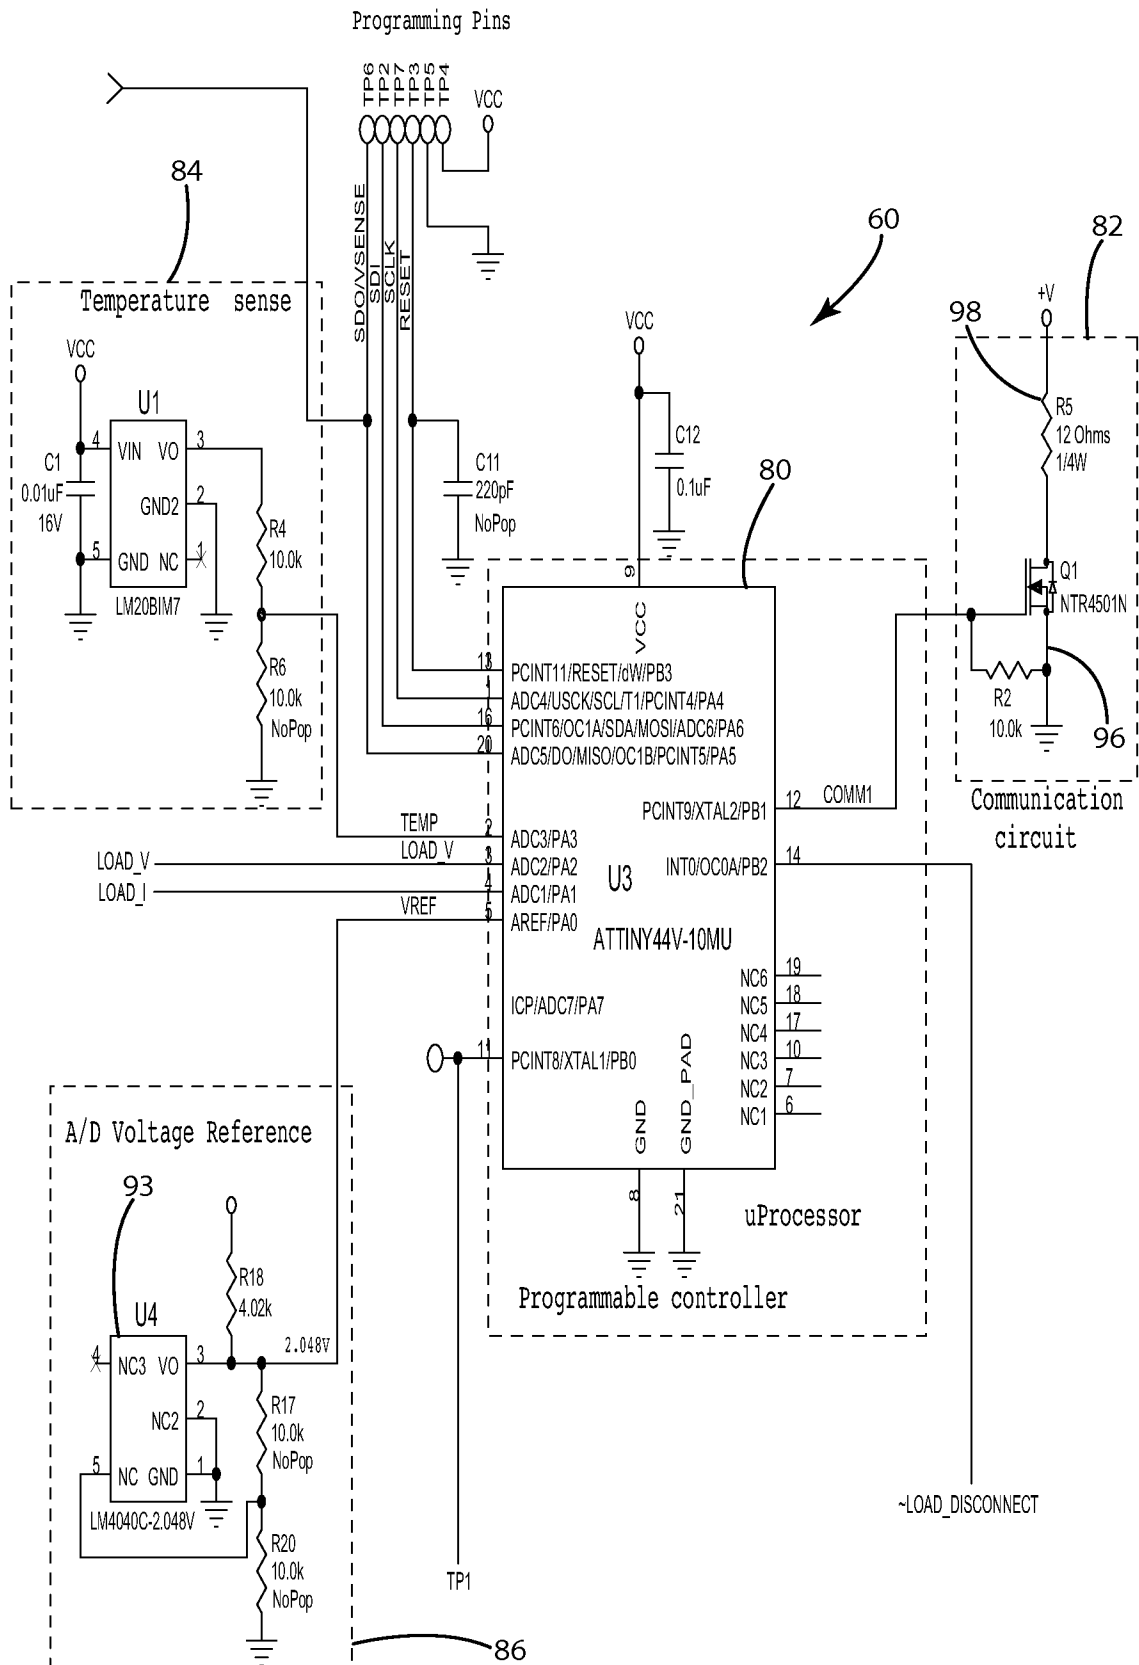 Programming Pins
TP6
TP2
TP7
TP3
TP5
TP4
VCC
84
SDO/VSENSE
SDI
SCLK
RESET
60
82
Temperature sense
VCC
U1
4 VIN VO 3
C1
0.01uF
16V
GND2 2
5 GND NC 1
LM20BIM7
R4
10.0k
R6
10.0k
NoPop
C11
220pF
NoPop
VCC
C12
0.1uF
80
98
+V
R5
12 Ohms
1/4W
Q1
NTR4501N
R2
10.0k
96
Communication
circuit
9
VCC
13 PCINT11/RESET/dW/PB3
1 ADC4/USCK/SCL/T1/PCINT4/PA4
16 PCINT6/OC1A/SDA/MOSI/ADC6/PA6
20 ADC5/DO/MISO/OC1B/PCINT5/PA5
PCINT9/XTAL2/PB1 12 COMM1
TEMP 2 ADC3/PA3
LOAD_V LOAD_V 3 ADC2/PA2
INT0/OC0A/PB2 14
LOAD_I 4 ADC1/PA1
U3
VREF 5 AREF/PA0
ATTINY44V-10MU
NC6 19
NC5 18
NC4 17
NC3 10
NC2 7
NC1 6
ICP/ADC7/PA7
11 PCINT8/XTAL1/PB0
GND
GND_PAD
8
21
uProcessor
Programmable controller
A/D Voltage Reference
93
R18
4.02k
U4
2.048V
4 NC3 VO 3
NC2 2
5 NC GND 1
LM4040C-2.048V
R17
10.0k
NoPop
R20
10.0k
NoPop
TP1
~LOAD_DISCONNECT
86